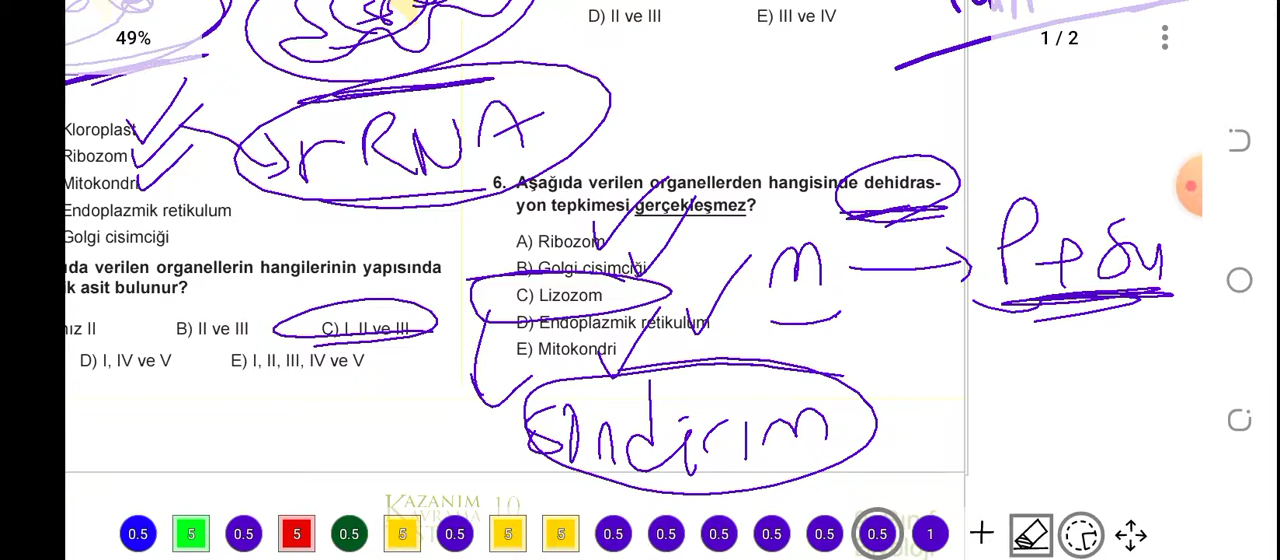 D) II ve III E) III ve IV
49%
1 / 2
Kloroplast
Ribozom
Mitokondri
Endoplazmik retikulum
Golgi cisimciği
rRNA
ıda verilen organellerin hangilerinin yapısında
ik asit bulunur?
nız II B) II ve III C) I, II ve III
D) I, IV ve V E) I, II, III, IV ve V
6. Aşağıda verilen organellerden hangisinde dehidras-
yon tepkimesi gerçekleşmez?
A) Ribozom
B) Golgi cisimciği
C) Lizozom
D) Endoplazmik retikulum
E) Mitokondri
n
Sindirim
KAZANIM 10
0.5 5 0.5 5 0.5 5 0.5 5 5 0.5 0.5 0.5 0.5 0.5 0.5 1